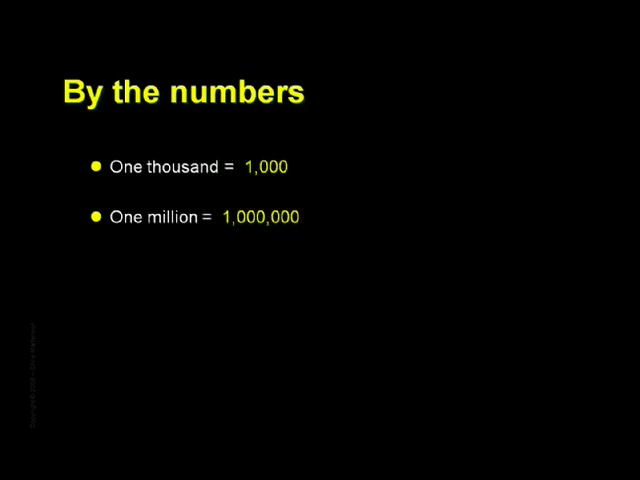 By the numbers
One thousand = 1,000
One million = 1,000,000